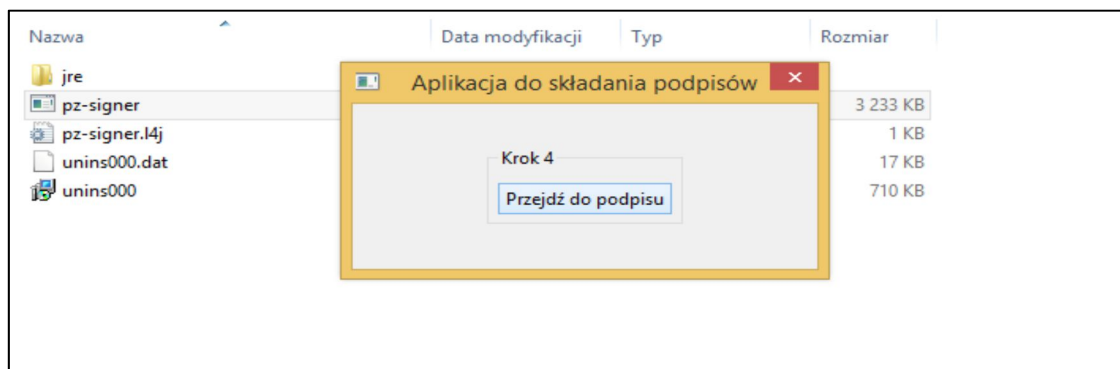 Nazwa Data modyfikacji Typ Rozmiar
jre
pz-signer 3 233 KB
pz-signer.l4j 1 KB
unins000.dat 17 KB
unins000 710 KB
Aplikacja do składania podpisów
Krok 4
Przejdź do podpisu